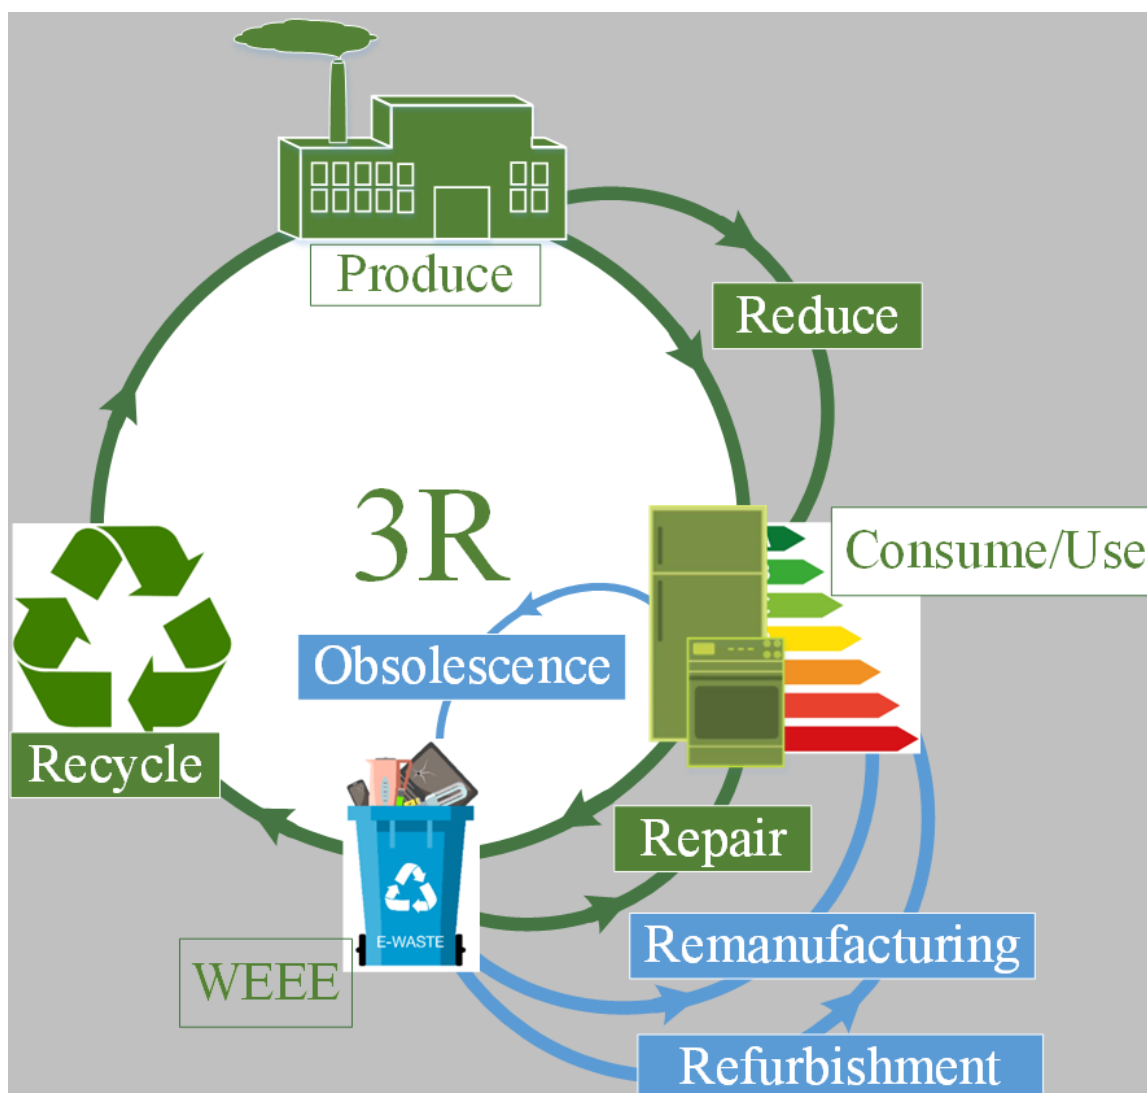 Produce
Reduce
3R
Consume/Use
Obsolescence
Recycle
Repair
E-WASTE
Remanufacturing
WEEE
Refurbishment